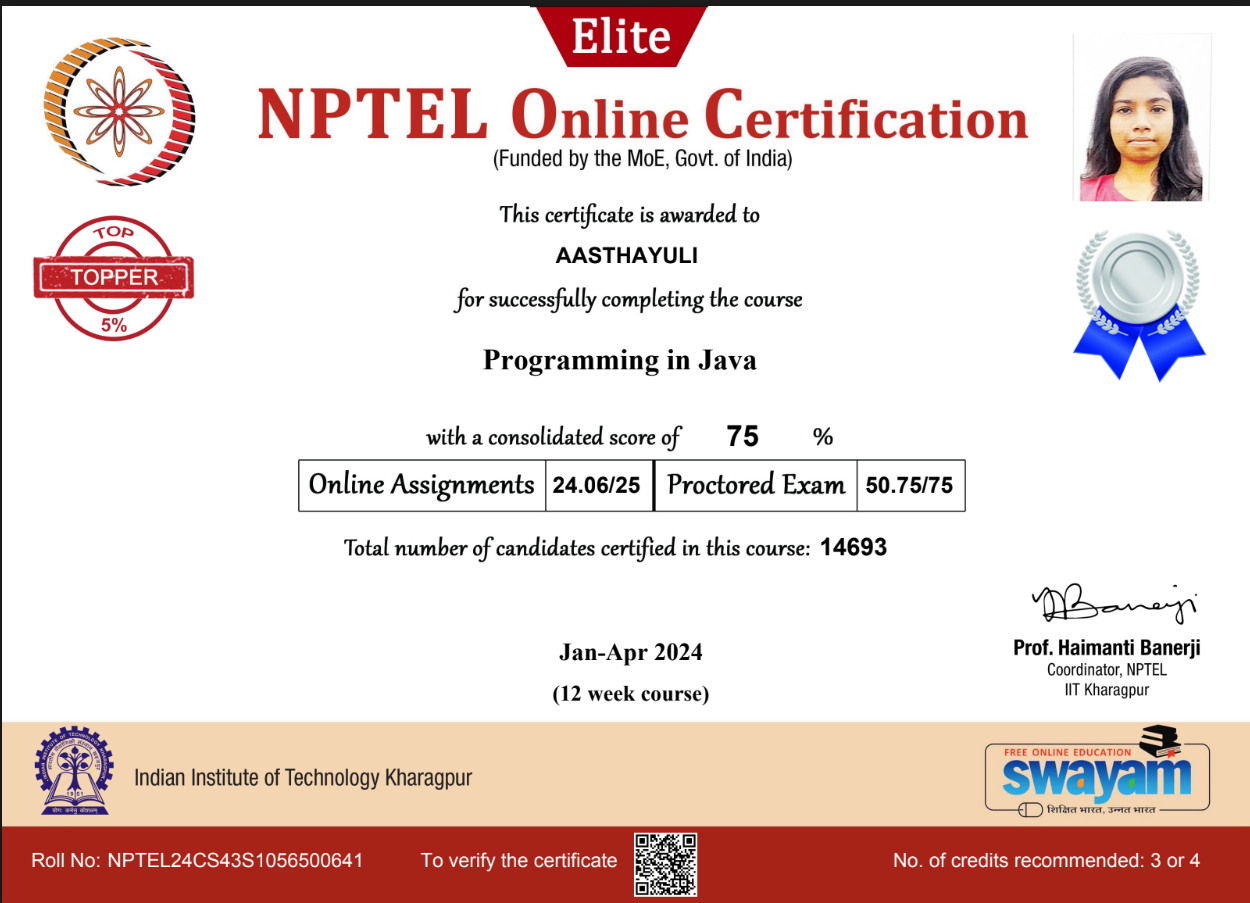 Elite
NPTEL Online Certification
(Funded by the MoE, Govt. of India)
This certificate is awarded to
AASTHAYULI
for successfully completing the course
Programming in Java
with a consolidated score of 75 %
Online Assignments 24.06/25 Proctored Exam 50.75/75
Total number of candidates certified in this course: 14693
TOP
TOPPER
5%
Jan-Apr 2024
(12 week course)
Banerji
Prof. Haimanti Banerji
Coordinator, NPTEL
IIT Kharagpur
1951
Indian Institute of Technology Kharagpur
FREE ONLINE EDUCATION
swayam
शिक्षित भारत, उन्नत भारत
Roll No: NPTEL24CS43S1056500641
To verify the certificate
No. of credits recommended: 3 or 4